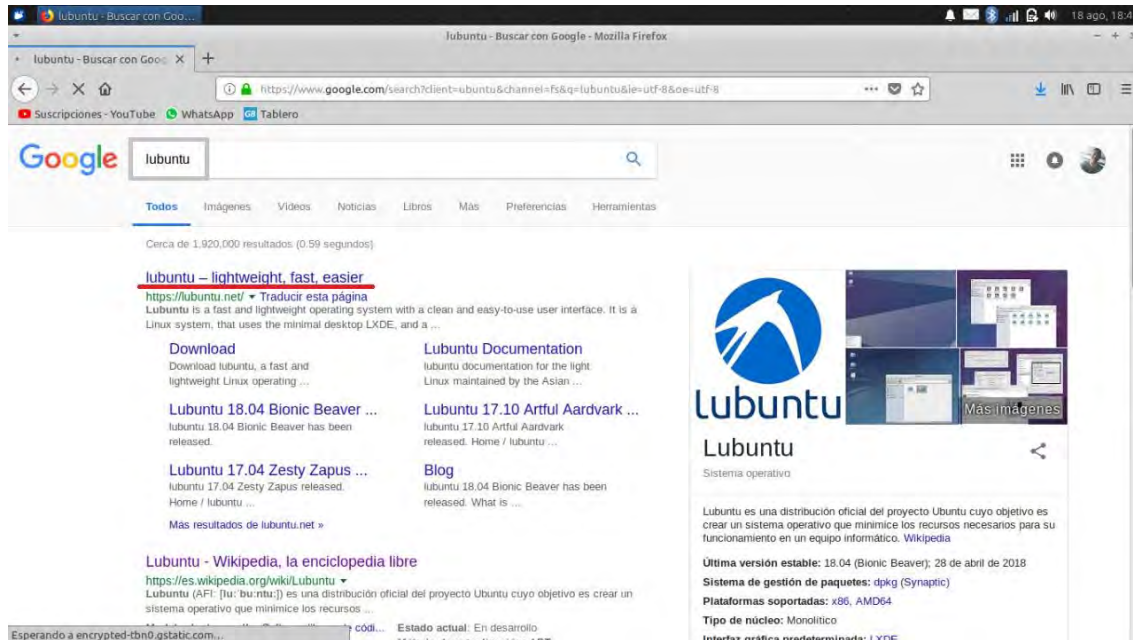 lubuntu - Buscar con Goo...
18 ago, 18:4
lubuntu - Buscar con Google - Mozilla Firefox
lubuntu - Buscar con Goo
https://www.google.com/search?client=ubuntu&channel=fs&q=lubuntu&ie=utf-8&oe=utf-8
Suscripciones - YouTube WhatsApp Tablero
Google
lubuntu
Todos Imágenes Vídeos Noticias Libros Más Preferencias Herramientas
Cerca de 1,920,000 resultados (0.59 segundos)
lubuntu – lightweight, fast, easier
https://lubuntu.net/ Traducir esta página
Lubuntu is a fast and lightweight operating system with a clean and easy-to-use user interface. It is a
Linux system, that uses the minimal desktop LXDE, and a ...
Download
Download lubuntu, a fast and
lightweight Linux operating ...
Lubuntu Documentation
lubuntu documentation for the light
Linux maintained by the Asian ...
Lubuntu 18.04 Bionic Beaver ...
lubuntu 18.04 Bionic Beaver has been
released.
Lubuntu 17.10 Artful Aardvark ...
lubuntu 17.10 Artful Aardvark
released. Home / lubuntu ...
Lubuntu 17.04 Zesty Zapus ...
lubuntu 17.04 Zesty Zapus released.
Home / lubuntu ...
Blog
lubuntu 18.04 Bionic Beaver has been
released. What is ...
Más resultados de lubuntu.net »
Lubuntu - Wikipedia, la enciclopedia libre
https://es.wikipedia.org/wiki/Lubuntu
Lubuntu (AFI: [luːˈbuːntuː]) es una distribución oficial del proyecto Ubuntu cuyo objetivo es crear un
sistema operativo que minimice los recursos ...
códi... Estado actual: En desarrollo
Esperando a encrypted-tbn0.gstatic.com...
lubuntu
Más imágenes
Lubuntu
Sistema operativo
Lubuntu es una distribución oficial del proyecto Ubuntu cuyo objetivo es
crear un sistema operativo que minimice los recursos necesarios para su
funcionamiento en un equipo informático. Wikipedia
Última versión estable: 18.04 (Bionic Beaver); 28 de abril de 2018
Sistema de gestión de paquetes: dpkg (Synaptic)
Plataformas soportadas: x86, AMD64
Tipo de núcleo: Monolítico
Interfaz gráfica predeterminada: LXDE